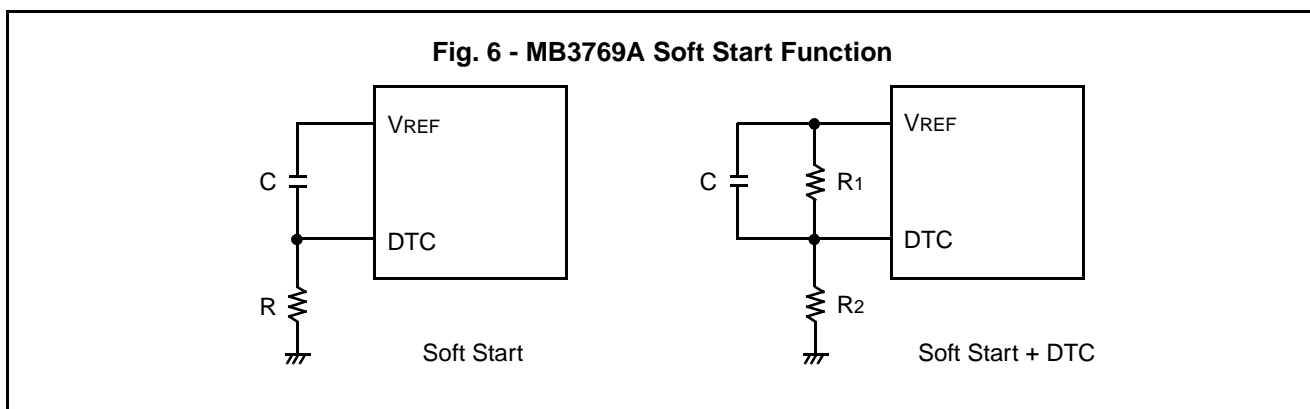 Fig. 6 - MB3769A Soft Start Function
VREF
C
DTC
R
Soft Start
VREF
C
R1
DTC
R2
Soft Start + DTC